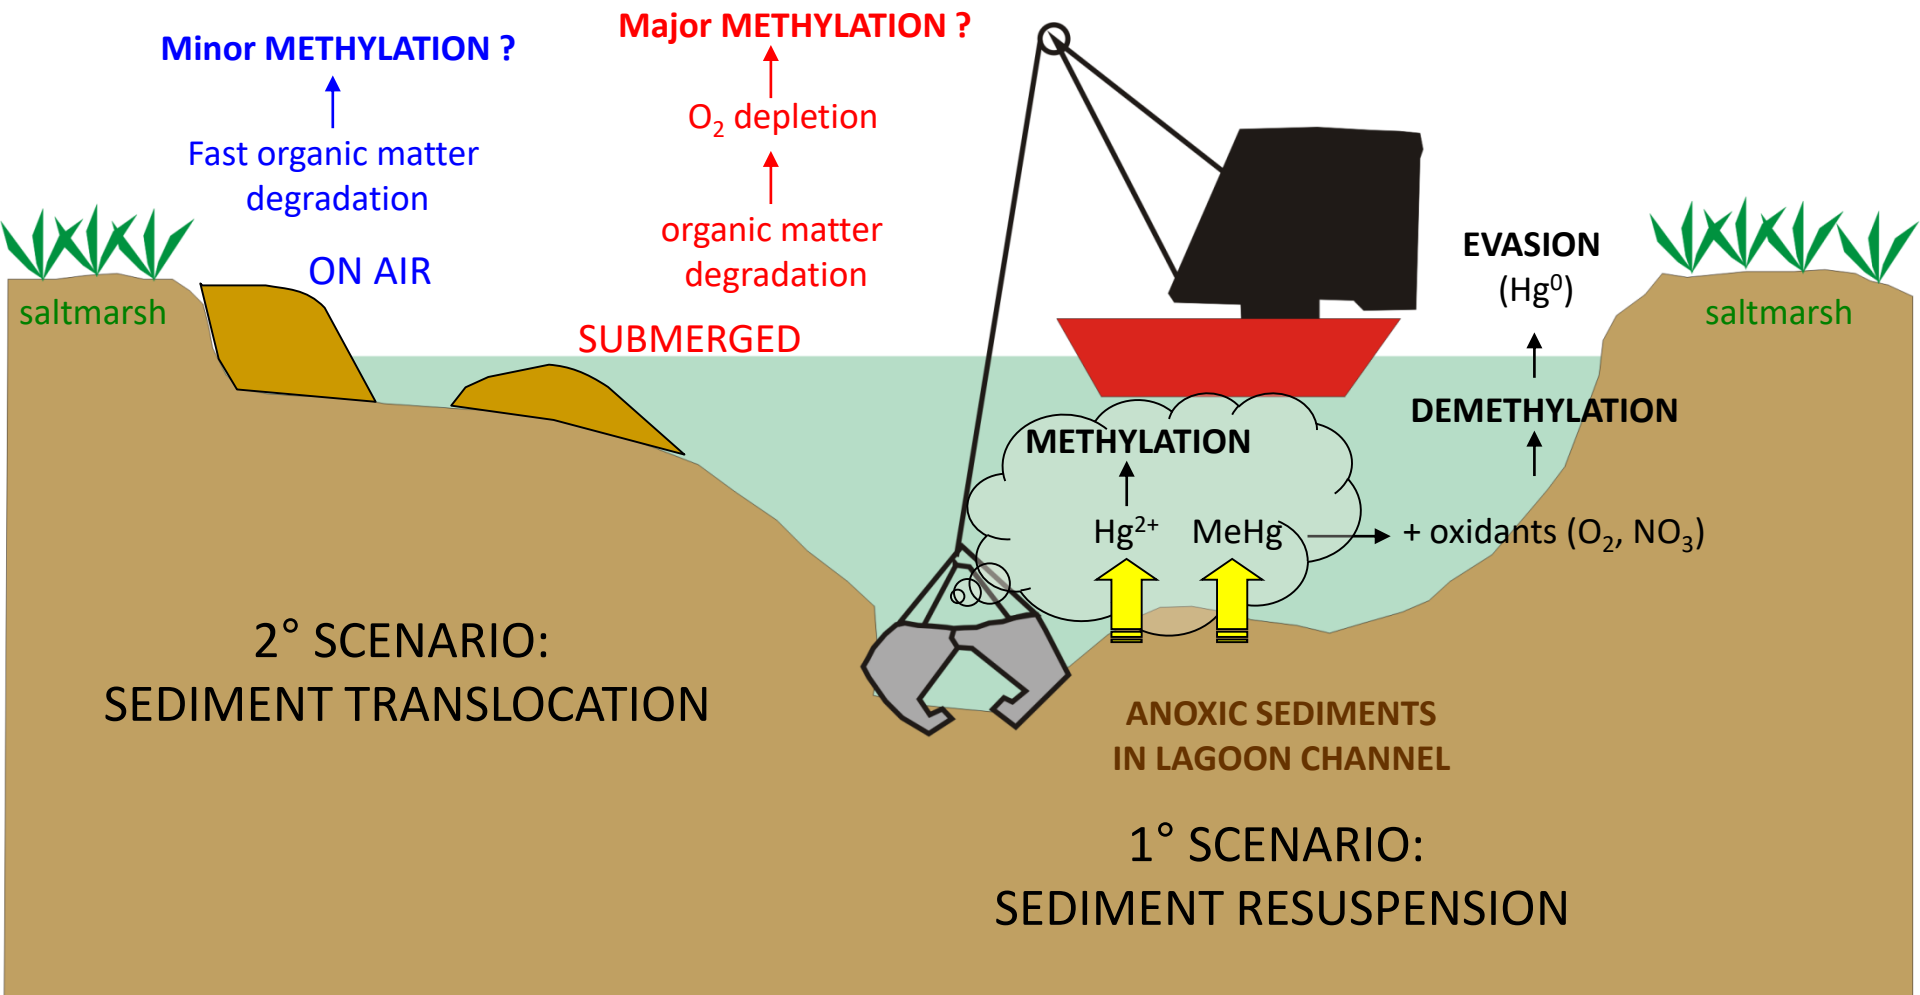 Minor METHYLATION ?
Fast organic matter
degradation
ON AIR
saltmarsh
Major METHYLATION ?
O₂ depletion
organic matter
degradation
SUBMERGED
EVASION
(Hg⁰)
saltmarsh
DEMETHYLATION
METHYLATION
Hg²⁺ MeHg + oxidants (O₂, NO₃)
2° SCENARIO:
SEDIMENT TRANSLOCATION
ANOXIC SEDIMENTS
IN LAGOON CHANNEL
1° SCENARIO:
SEDIMENT RESUSPENSION